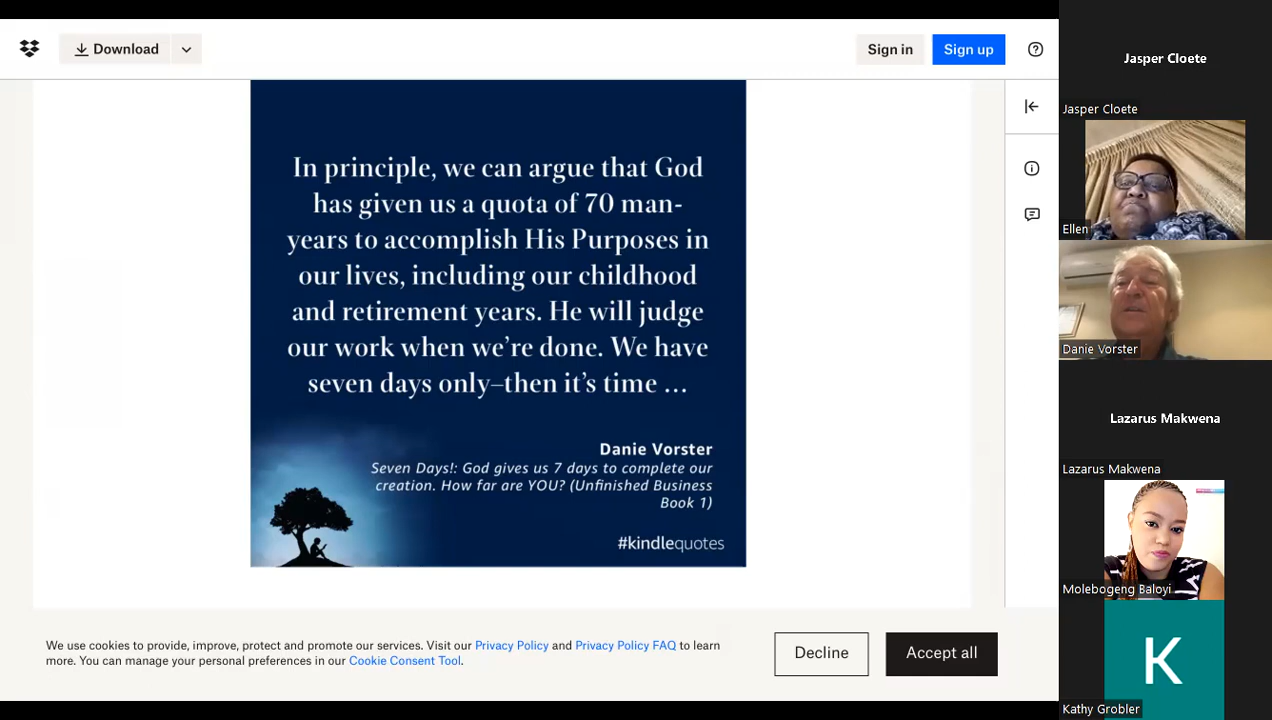 Download
Sign in
Sign up
In principle, we can argue that God
has given us a quota of 70 man-
years to accomplish His Purposes in
our lives, including our childhood
and retirement years. He will judge
our work when we're done. We have
seven days only–then it's time ...
Danie Vorster
Seven Days!: God gives us 7 days to complete our
creation. How far are YOU? (Unfinished Business
Book 1)
#kindlequotes
We use cookies to provide, improve, protect and promote our services. Visit our Privacy Policy and Privacy Policy FAQ to learn
more. You can manage your personal preferences in our Cookie Consent Tool.
Decline
Accept all
Jasper Cloete
Jasper Cloete
Ellen
Danie Vorster
Lazarus Makwena
Lazarus Makwena
Molebogeng Baloyi
K
Kathy Grobler